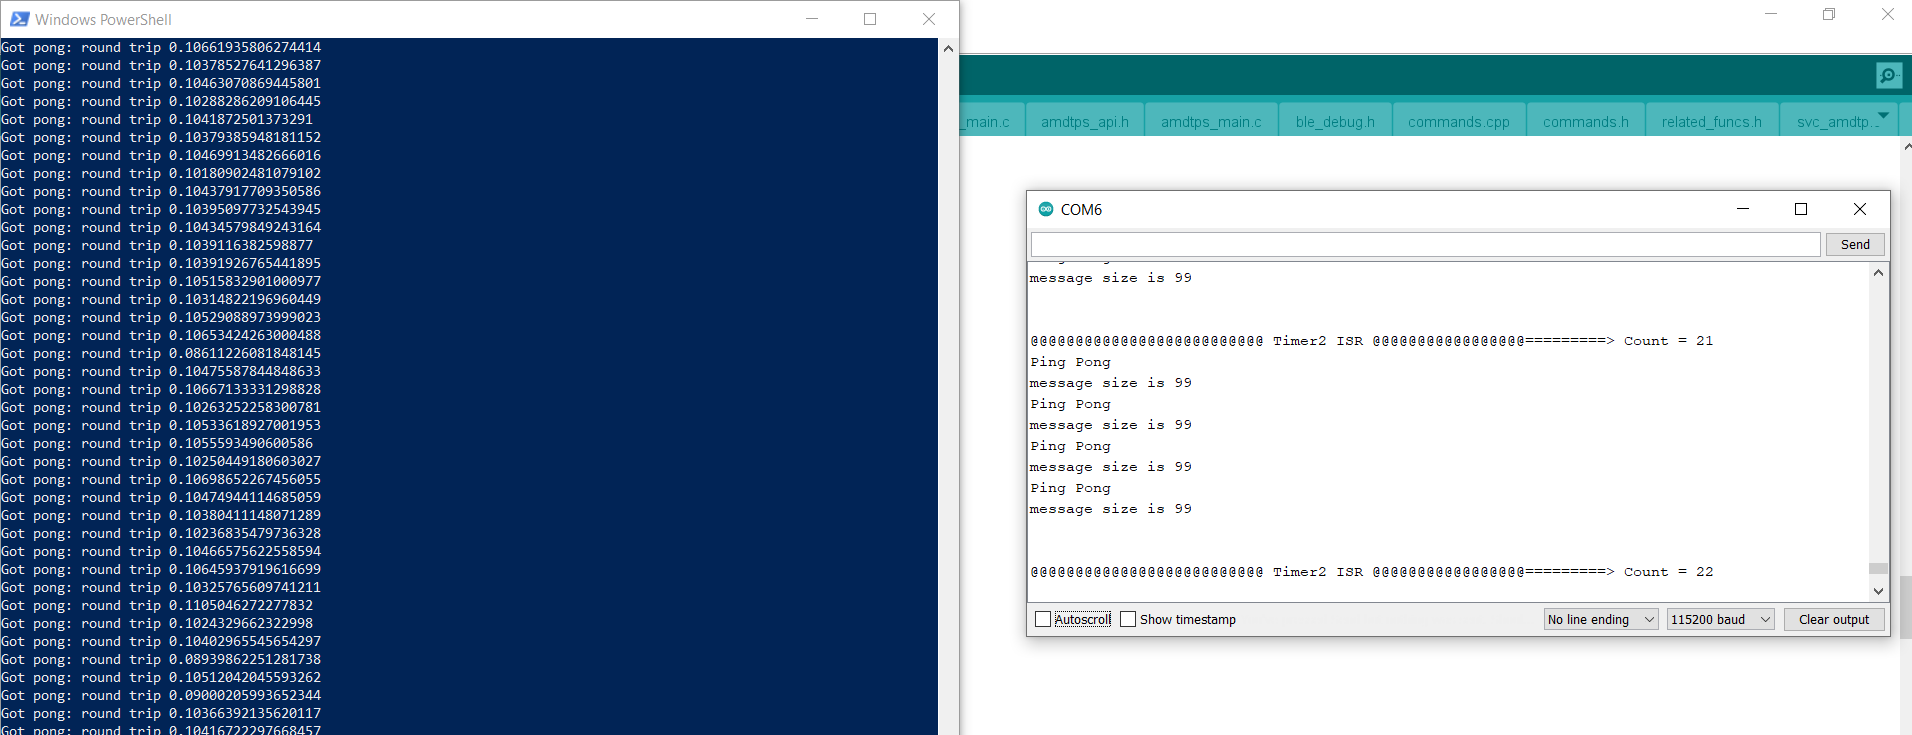 Windows PowerShell
Got pong: round trip 0.10661935806274414
Got pong: round trip 0.10378527641296387
Got pong: round trip 0.10463070869445801
Got pong: round trip 0.10288286209106445
Got pong: round trip 0.1041872501373291
Got pong: round trip 0.10379385948181152
Got pong: round trip 0.10469913482666016
Got pong: round trip 0.10180902481079102
Got pong: round trip 0.10437917709350586
Got pong: round trip 0.10395097732543945
Got pong: round trip 0.10434579849243164
Got pong: round trip 0.1039116382598877
Got pong: round trip 0.10391926765441895
Got pong: round trip 0.10515832901000977
Got pong: round trip 0.10314822196960449
Got pong: round trip 0.10529088973999023
Got pong: round trip 0.10653424263000488
Got pong: round trip 0.08611226081848145
Got pong: round trip 0.10475587844848633
Got pong: round trip 0.10667133331298828
Got pong: round trip 0.10263252258300781
Got pong: round trip 0.10533618927001953
Got pong: round trip 0.1055593490600586
Got pong: round trip 0.10250449180603027
Got pong: round trip 0.10698652267456055
Got pong: round trip 0.10474944114685059
Got pong: round trip 0.10380411148071289
Got pong: round trip 0.10236835479736328
Got pong: round trip 0.10466575622558594
Got pong: round trip 0.10645937919616699
Got pong: round trip 0.10325765609741211
Got pong: round trip 0.1105046272277832
Got pong: round trip 0.1024329662322998
Got pong: round trip 0.10402965545654297
Got pong: round trip 0.08939862251281738
Got pong: round trip 0.10512042045593262
Got pong: round trip 0.09000205993652344
Got pong: round trip 0.10366392135620117
Got pong: round trip 0.10416722297668457
_main.c amdtps_api.h amdtps_main.c ble_debug.h commands.cpp commands.h related_funcs.h svc_amdtp..
COM6
Send
message size is 99
@@@@@@@@@@@@@@@@@@@@@@@@@@ Timer2 ISR @@@@@@@@@@@@@@@@@=========> Count = 21
Ping Pong
message size is 99
Ping Pong
message size is 99
Ping Pong
message size is 99
Ping Pong
message size is 99
@@@@@@@@@@@@@@@@@@@@@@@@@@ Timer2 ISR @@@@@@@@@@@@@@@@@=========> Count = 22
Autoscroll Show timestamp No line ending 115200 baud Clear output